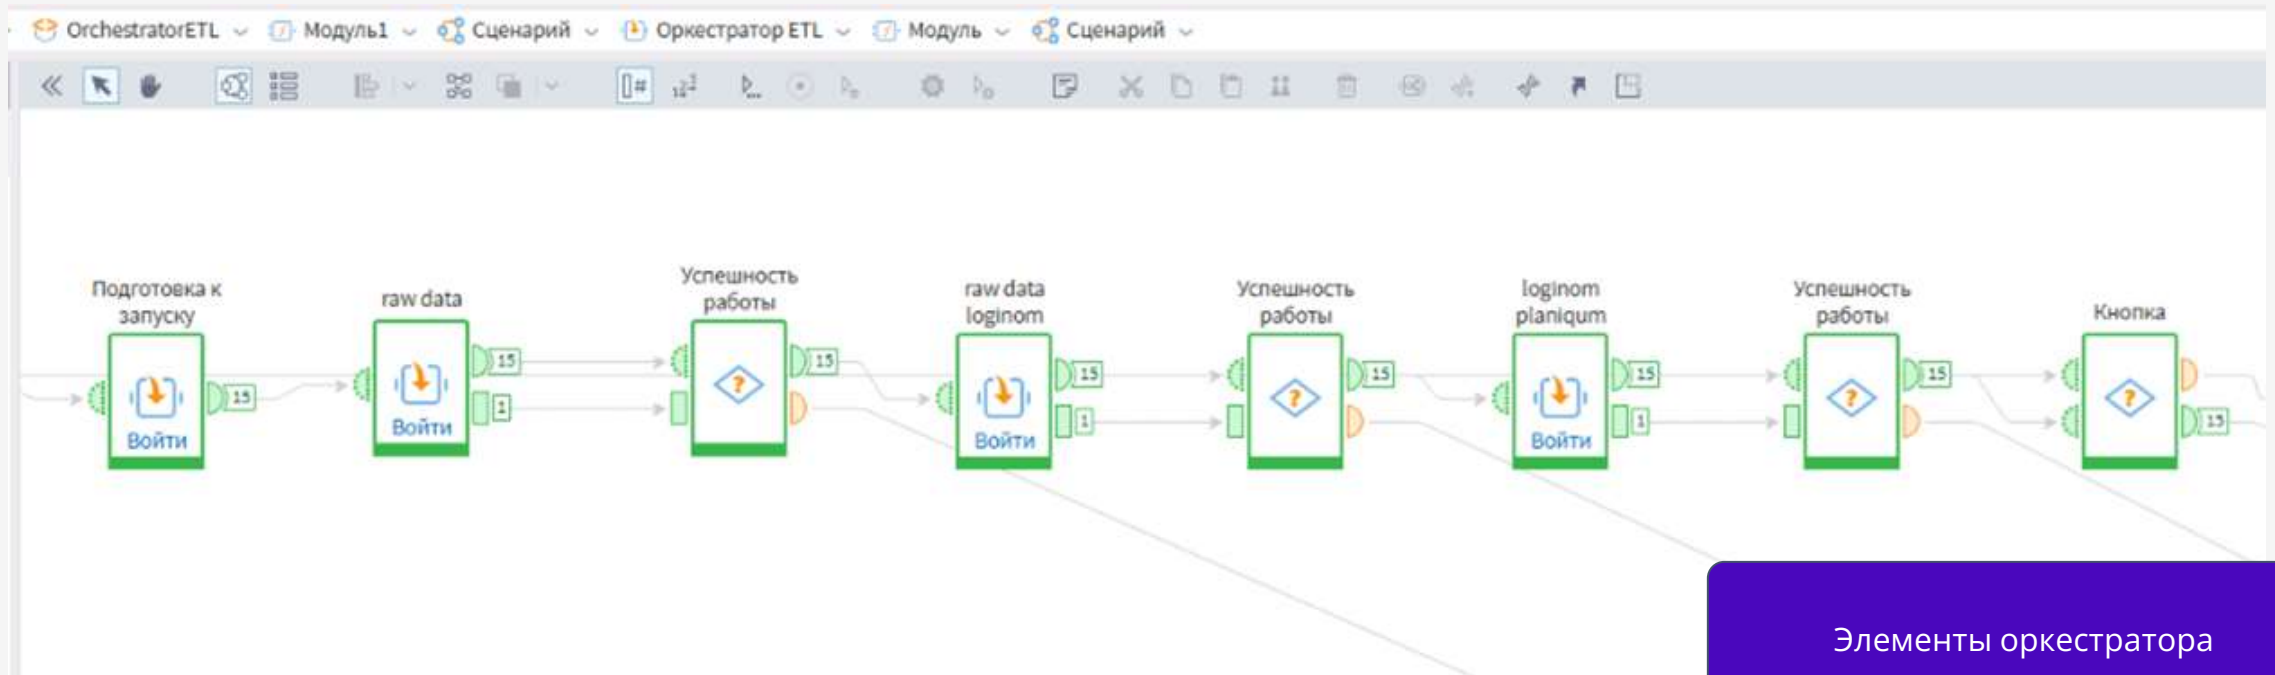 OrchestratorETL Модуль1 Сценарий Оркестратор ETL Модуль Сценарий
Подготовка к
запуску
Войти
15
raw data
Войти
15
1
Успешность
работы
?
15
raw data
loginom
Войти
15
1
Успешность
работы
?
15
loginom
planiqum
Войти
15
1
Успешность
работы
?
15
Кнопка
?
15
Элементы оркестратора